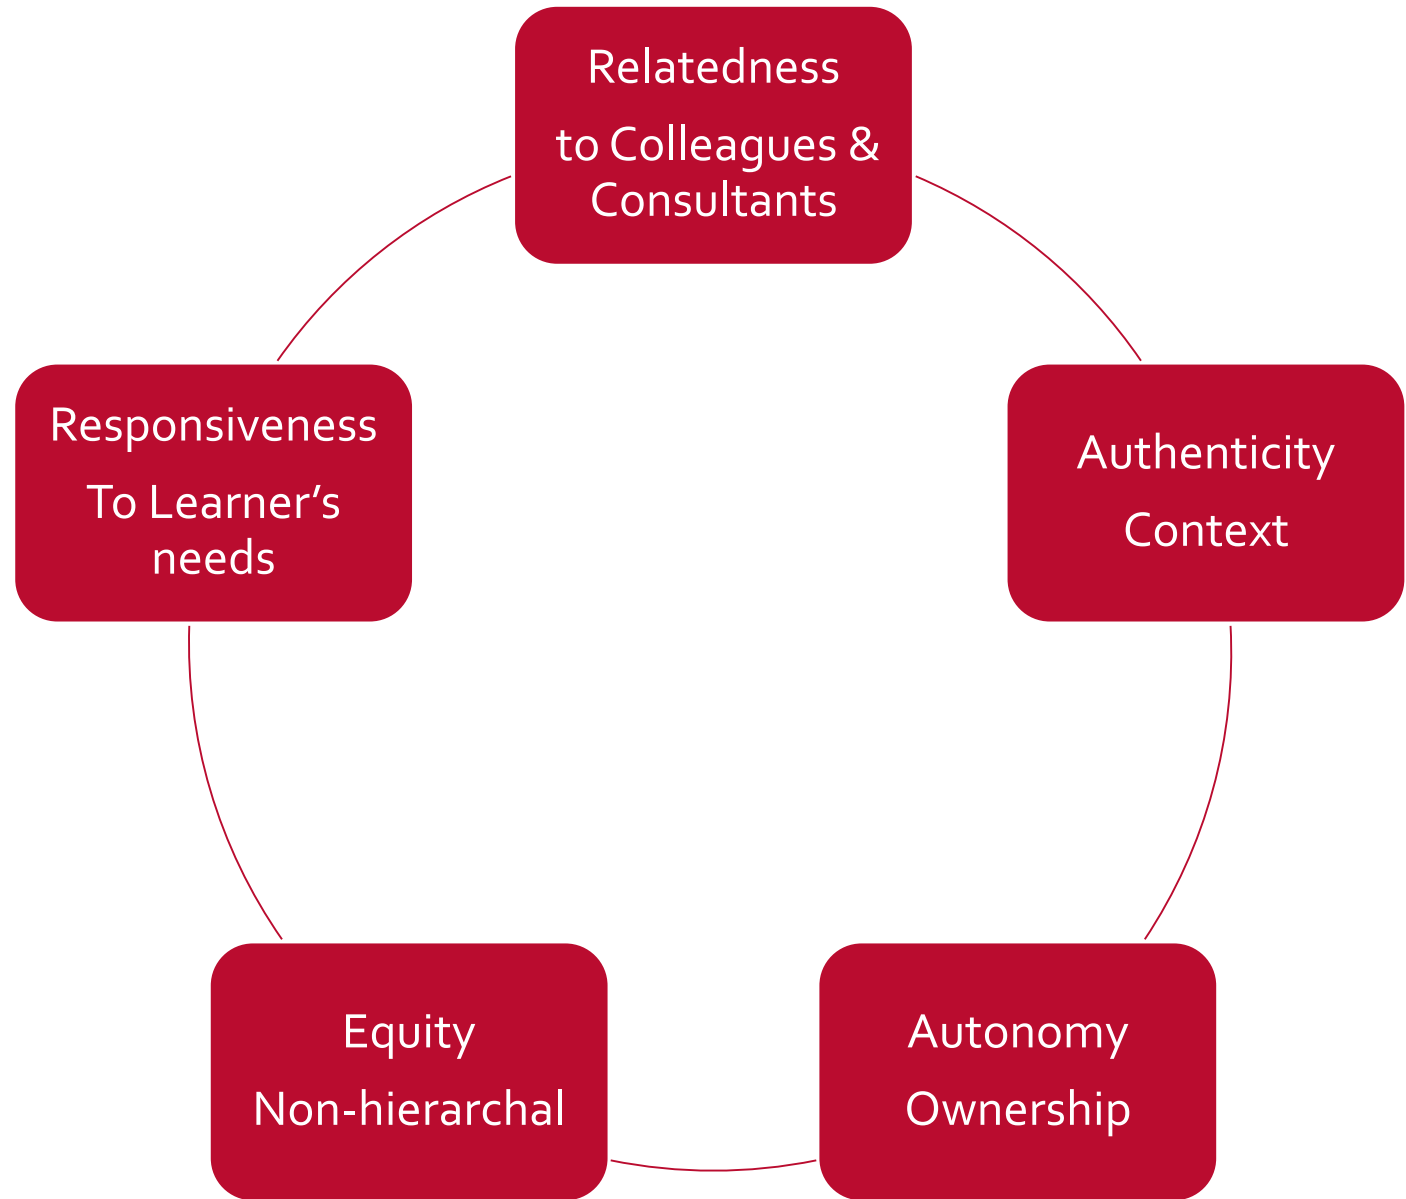 Relatedness
to Colleagues &
Consultants
Authenticity
Context
Autonomy
Ownership
Equity
Non-hierarchal
Responsiveness
To Learner’s
needs